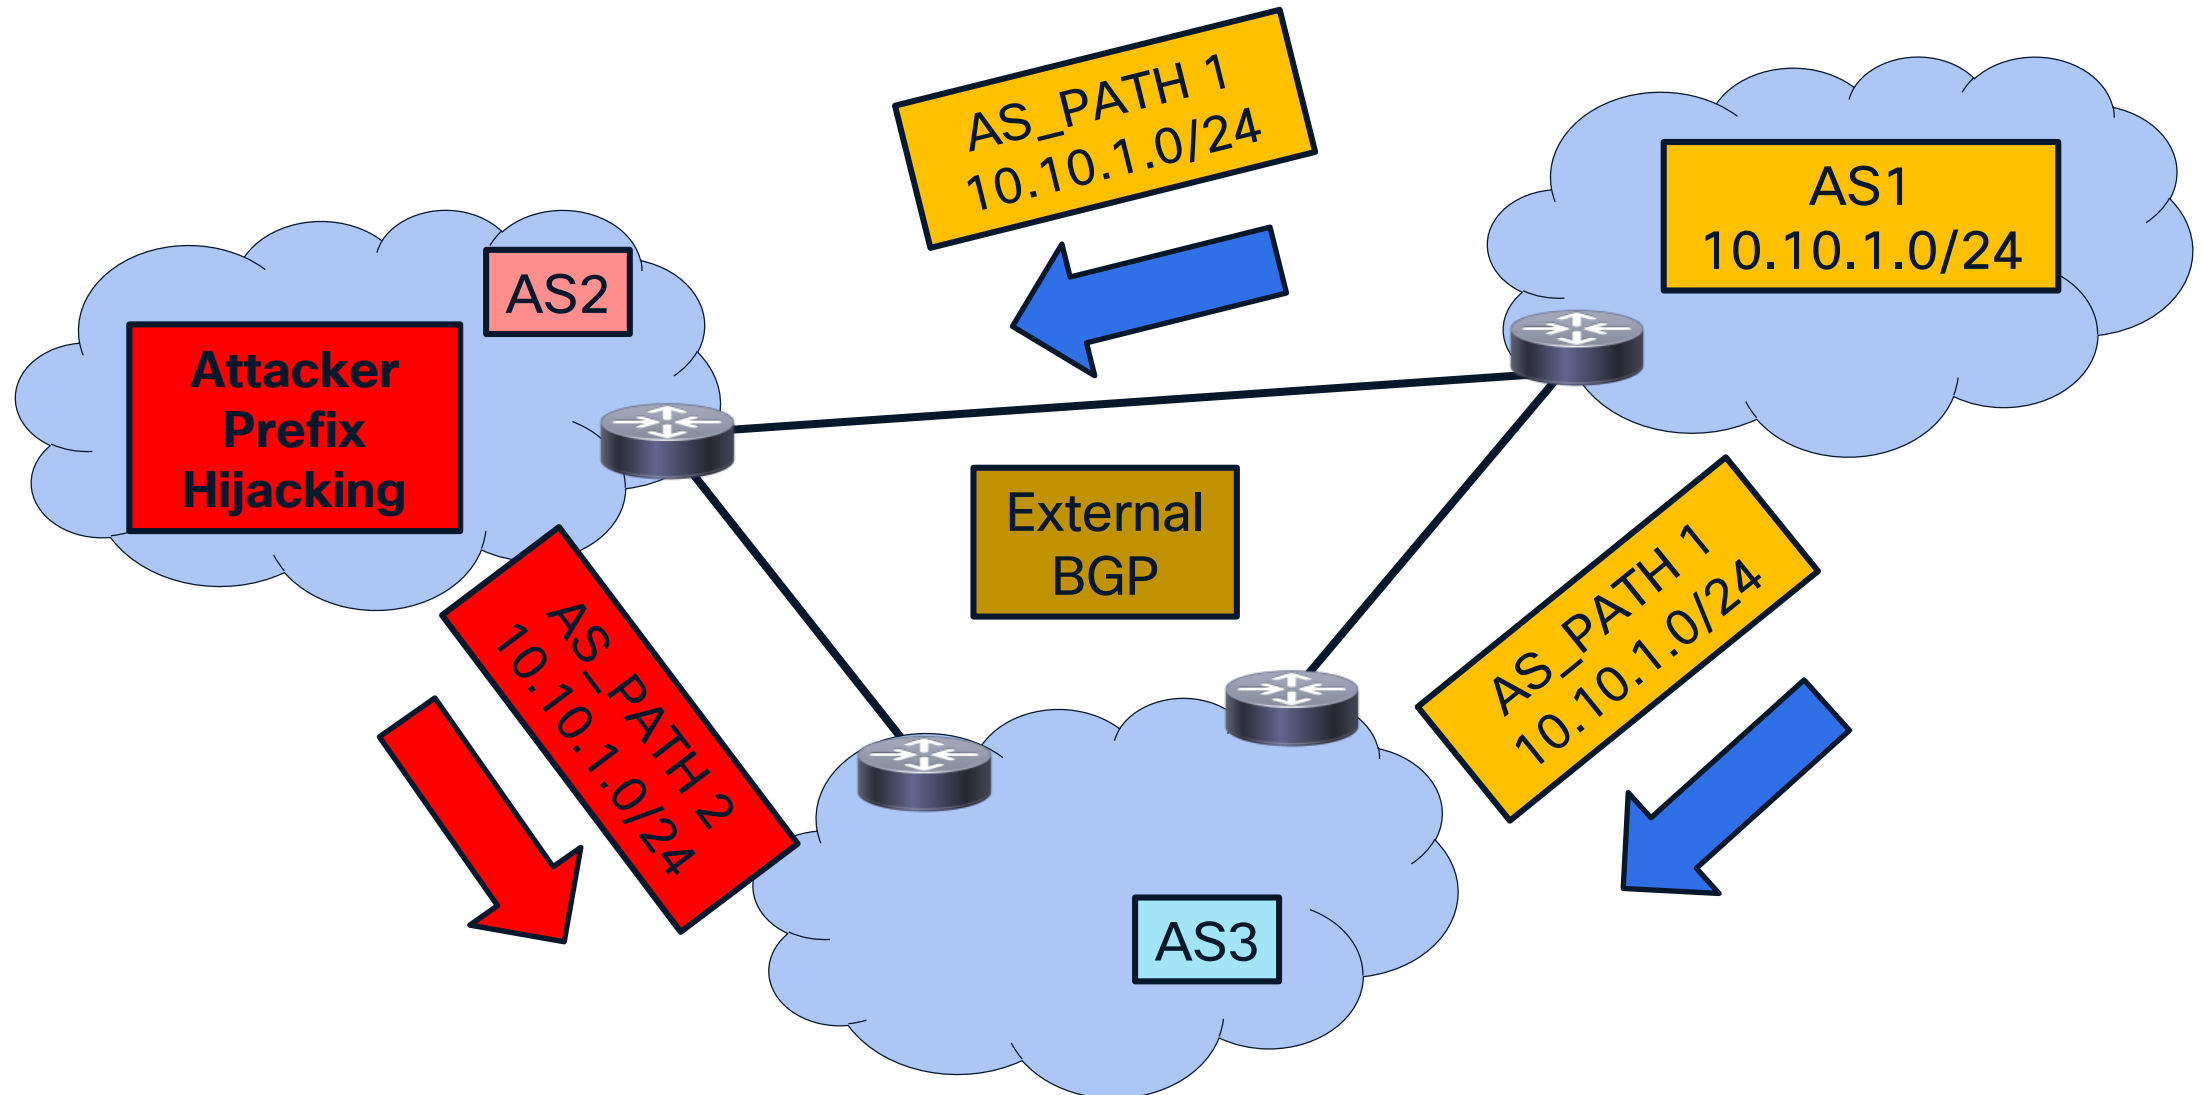 AS_PATH 1
10.10.1.0/24
AS1
10.10.1.0/24
AS2
Attacker
Prefix
Hijacking
External
BGP
AS_PATH 1
10.10.1.0/24
AS_PATH 2
10.10.1.0/24
AS3